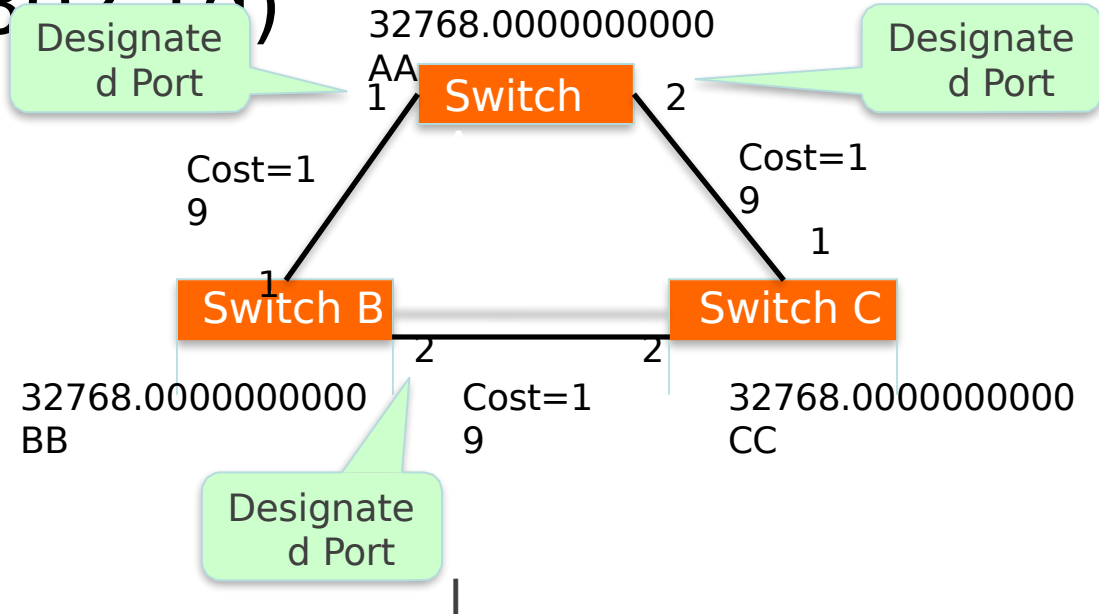 Designate
d Port
32768.0000000000
AA
Designate
d Port
1
Switch
2
Cost=1
9
Cost=1
9
1
1
Switch B
Switch C
2
2
32768.0000000000
BB
Cost=1
9
32768.0000000000
CC
Designate
d Port